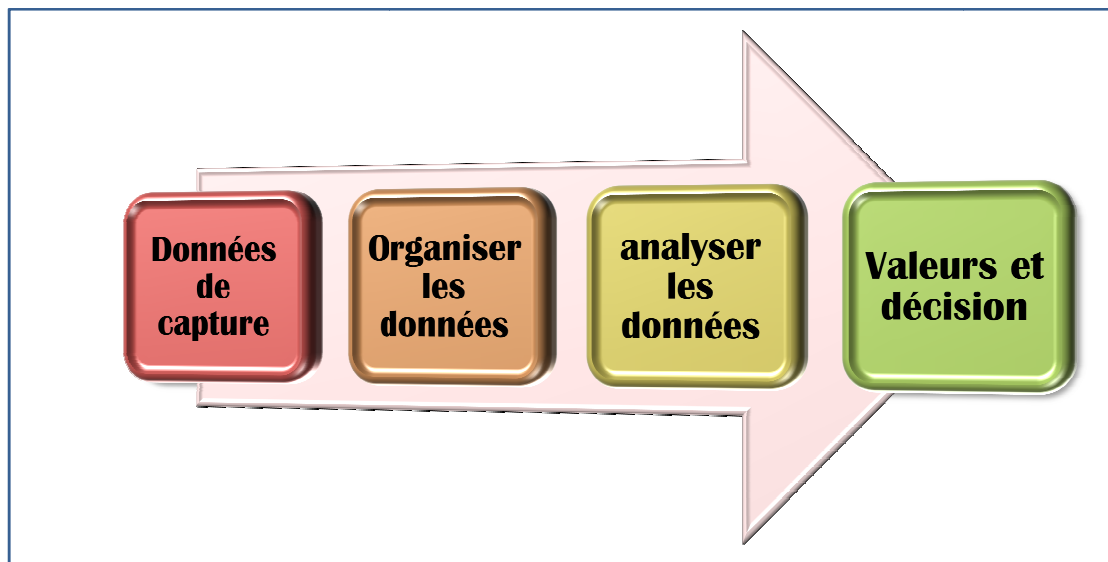 Données
de
capture
Organiser
les
données
analyser
les
données
Valeurs et
décision